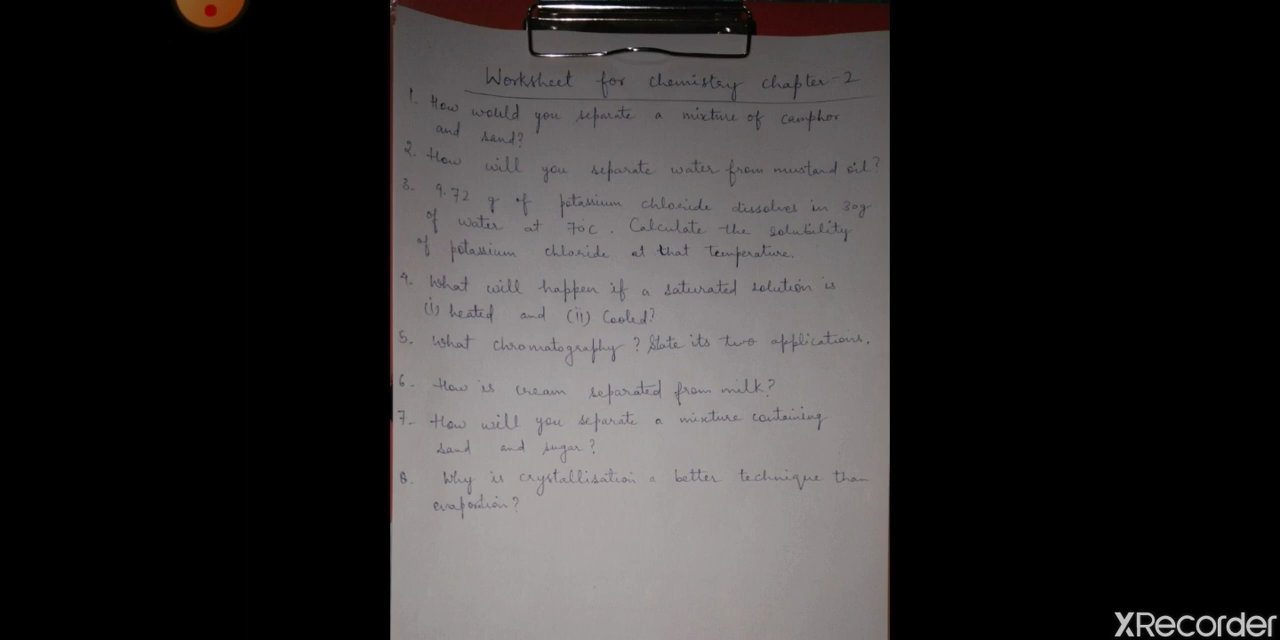 Worksheet for chemistry chapter-2
1. How would you separate a mixture of camphor
and sand?
2. How will you separate water from mustard oil?
3. 9.72 g of potassium chloride dissolves in 30g
of water at 70°C. Calculate the solubility
of potassium chloride at that temperature.
4. What will happen if a saturated solution is
(i) heated and (ii) cooled?
5. What chromatography? State its two applications.
6. How is cream separated from milk?
7. How will you separate a mixture containing
sand and sugar?
8. Why is crystallisation a better technique than
evaportion?
XRecorder